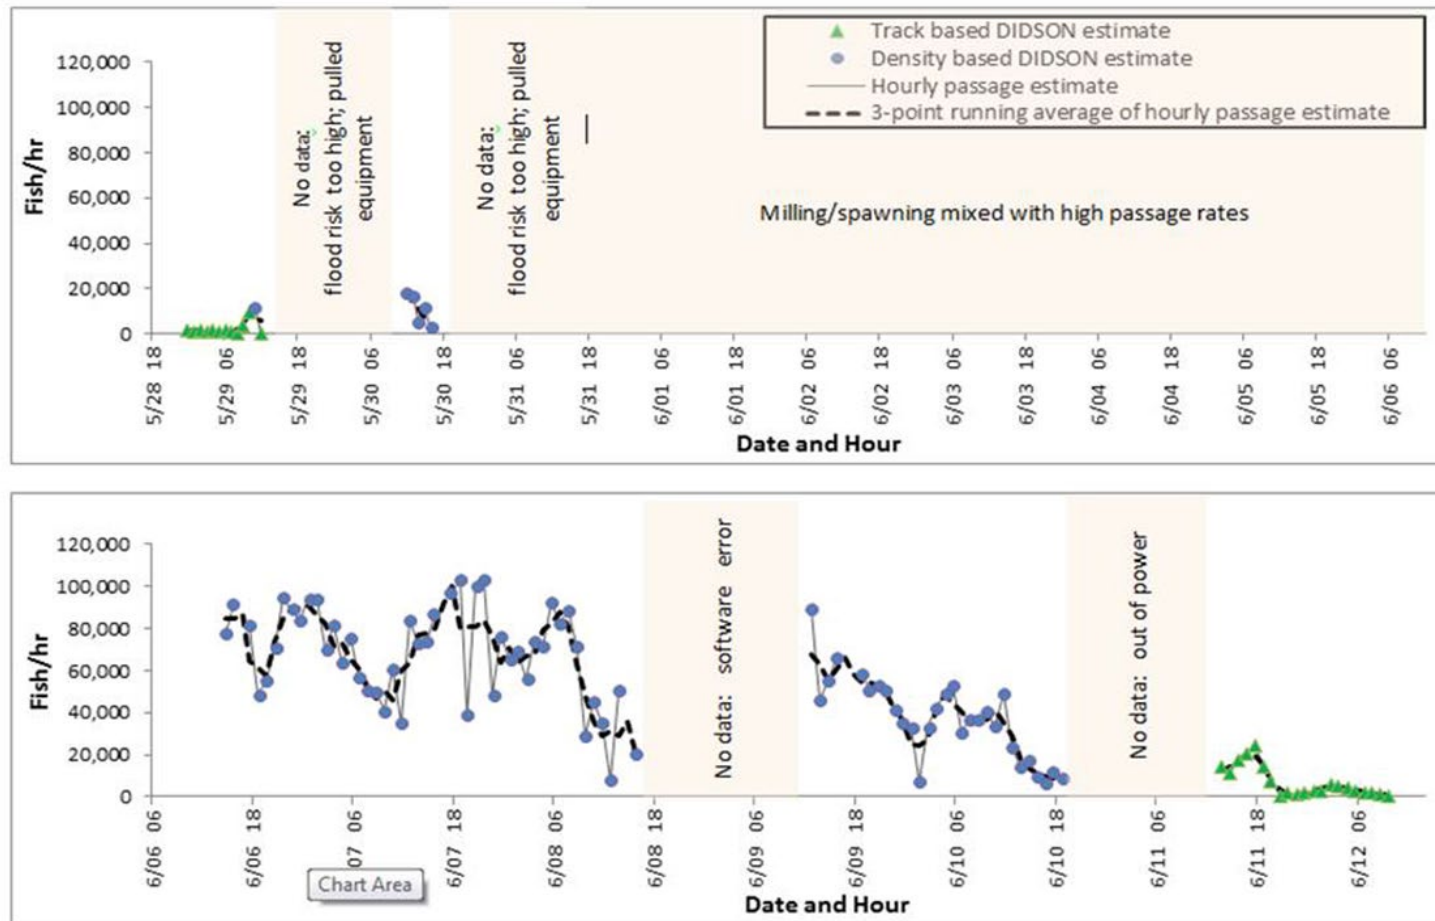 Track based DIDSON estimate
Density based DIDSON estimate
Hourly passage estimate
3-point running average of hourly passage estimate
120,000
100,000
80,000
60,000
40,000
20,000
0
Fish/hr
No data:
flood risk too high; pulled
equipment
No data:
flood risk too high; pulled
equipment
Milling/spawning mixed with high passage rates
5/28 18
5/29 06
5/29 18
5/30 06
5/30 18
5/31 06
5/31 18
6/01 06
6/01 18
6/02 06
6/02 18
6/03 06
6/03 18
6/04 06
6/04 18
6/05 06
6/05 18
6/06 06
Date and Hour
120,000
100,000
80,000
60,000
40,000
20,000
0
Fish/hr
No data: software error
No data: out of power
6/06 06
6/06 18
6/07 06
6/07 18
6/08 06
6/08 18
6/09 06
6/09 18
6/10 06
6/10 18
6/11 06
6/11 18
6/12 06
Chart Area
Date and Hour